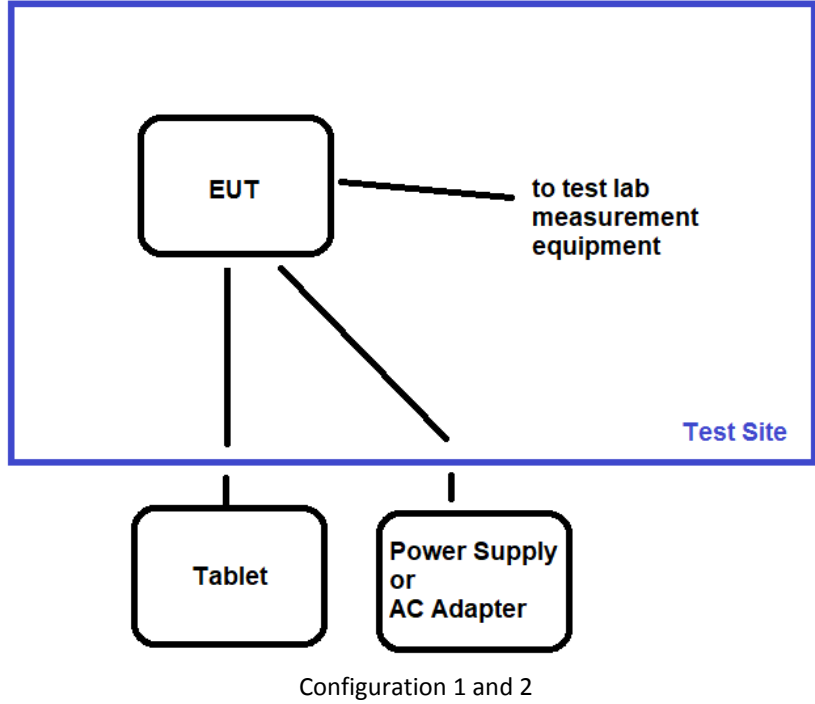 EUT
to test lab
measurement
equipment
Test Site
Tablet
Power Supply
or
AC Adapter
Configuration 1 and 2